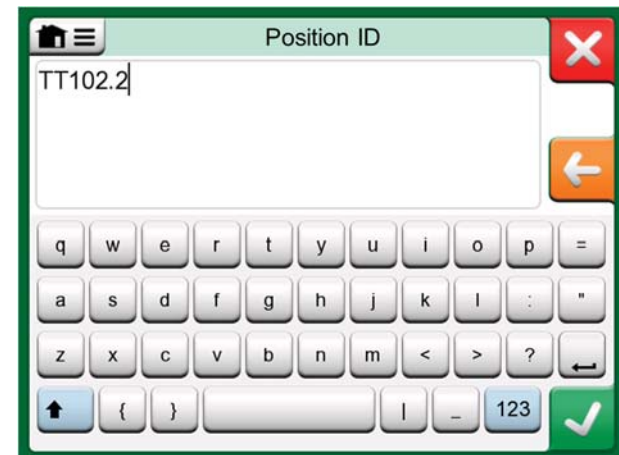 Position ID
TT102.2
q w e r t y u i o p =
a s d f g h j k l : "
z x c v b n m < > ?
{ } | _ 123